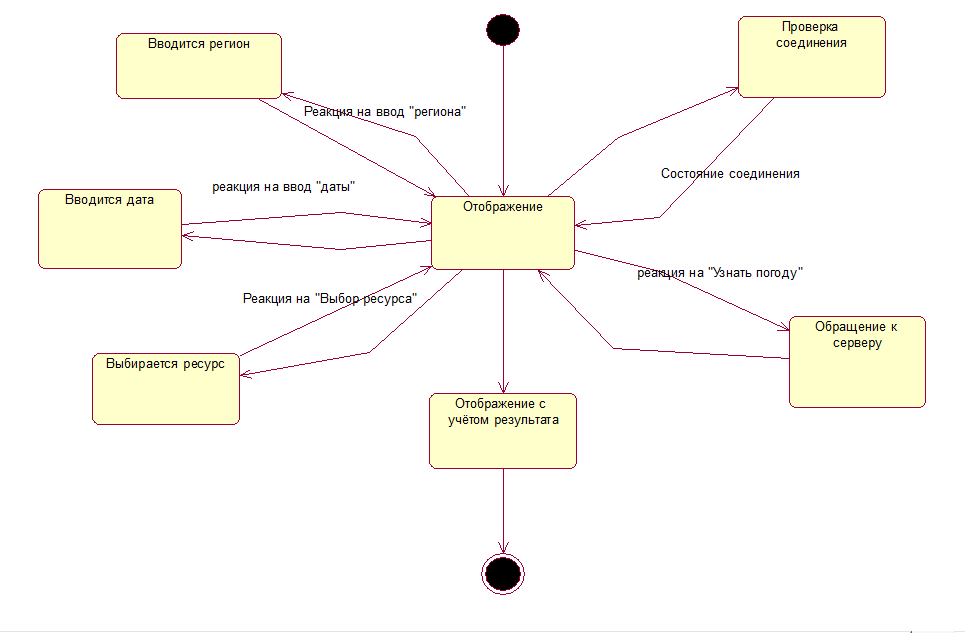 Вводится регион
Проверка
соединения
Реакция на ввод "региона"
Состояние соединения
реакция на ввод "даты"
Вводится дата
Отображение
реакция на "Узнать погоду"
Реакция на "Выбор ресурса"
Обращение к
серверу
Выбирается ресурс
Отображение с
учётом результата